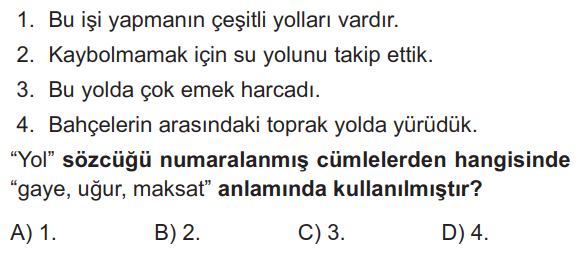 1. Bu işi yapmanın çeşitli yolları vardır.
2. Kaybolmamak için su yolunu takip ettik.
3. Bu yolda çok emek harcadı.
4. Bahçelerin arasındaki toprak yolda yürüdük.
“Yol” sözcüğü numaralanmış cümlelerden hangisinde
“gaye, uğur, maksat” anlamında kullanılmıştır?
A) 1. B) 2. C) 3. D) 4.